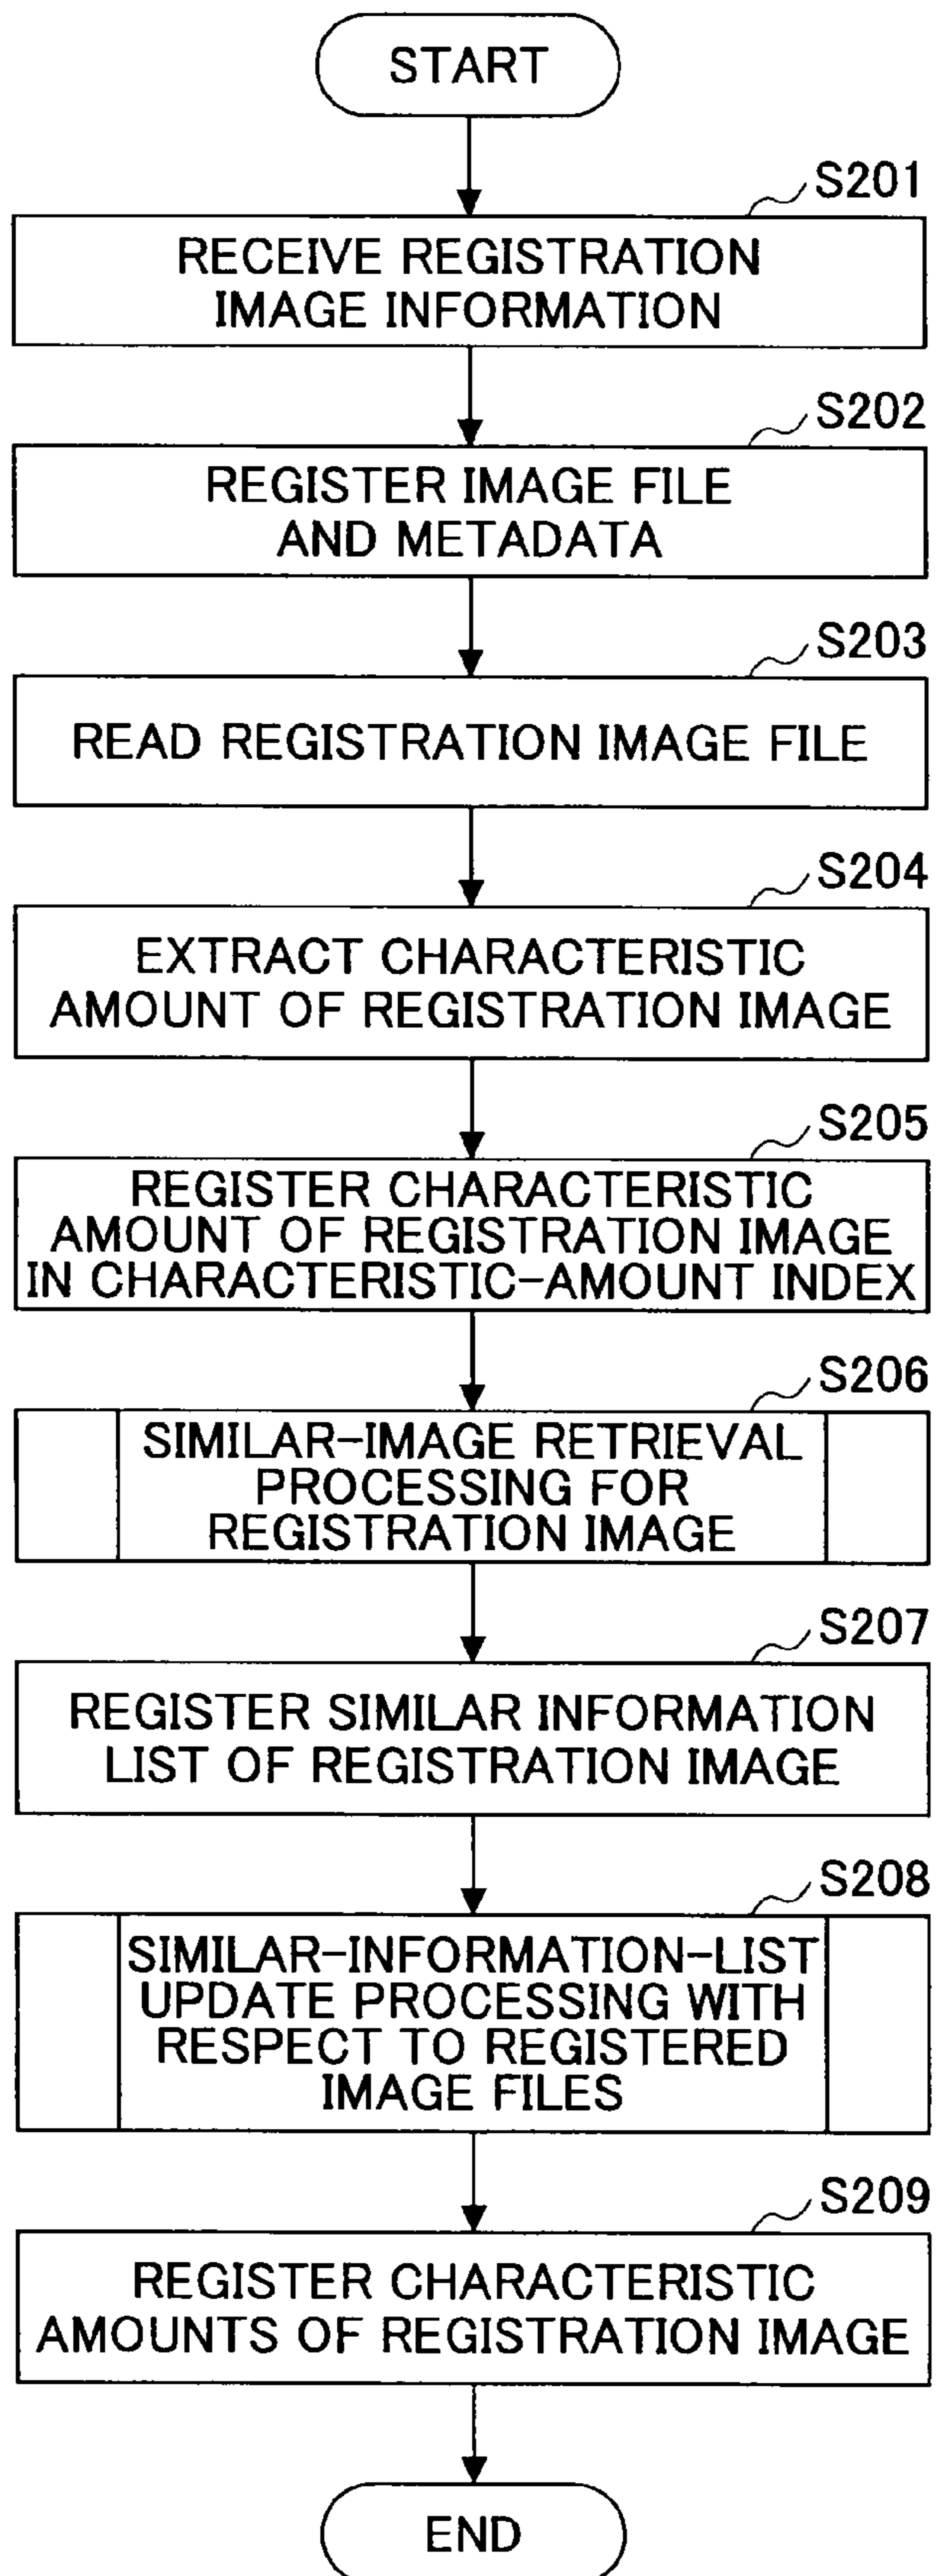 START
S201
RECEIVE REGISTRATION
IMAGE INFORMATION
S202
REGISTER IMAGE FILE
AND METADATA
S203
READ REGISTRATION IMAGE FILE
S204
EXTRACT CHARACTERISTIC
AMOUNT OF REGISTRATION IMAGE
S205
REGISTER CHARACTERISTIC
AMOUNT OF REGISTRATION IMAGE
IN CHARACTERISTIC-AMOUNT INDEX
S206
SIMILAR-IMAGE RETRIEVAL
PROCESSING FOR
REGISTRATION IMAGE
S207
REGISTER SIMILAR INFORMATION
LIST OF REGISTRATION IMAGE
S208
SIMILAR-INFORMATION-LIST
UPDATE PROCESSING WITH
RESPECT TO REGISTERED
IMAGE FILES
S209
REGISTER CHARACTERISTIC
AMOUNTS OF REGISTRATION IMAGE
END